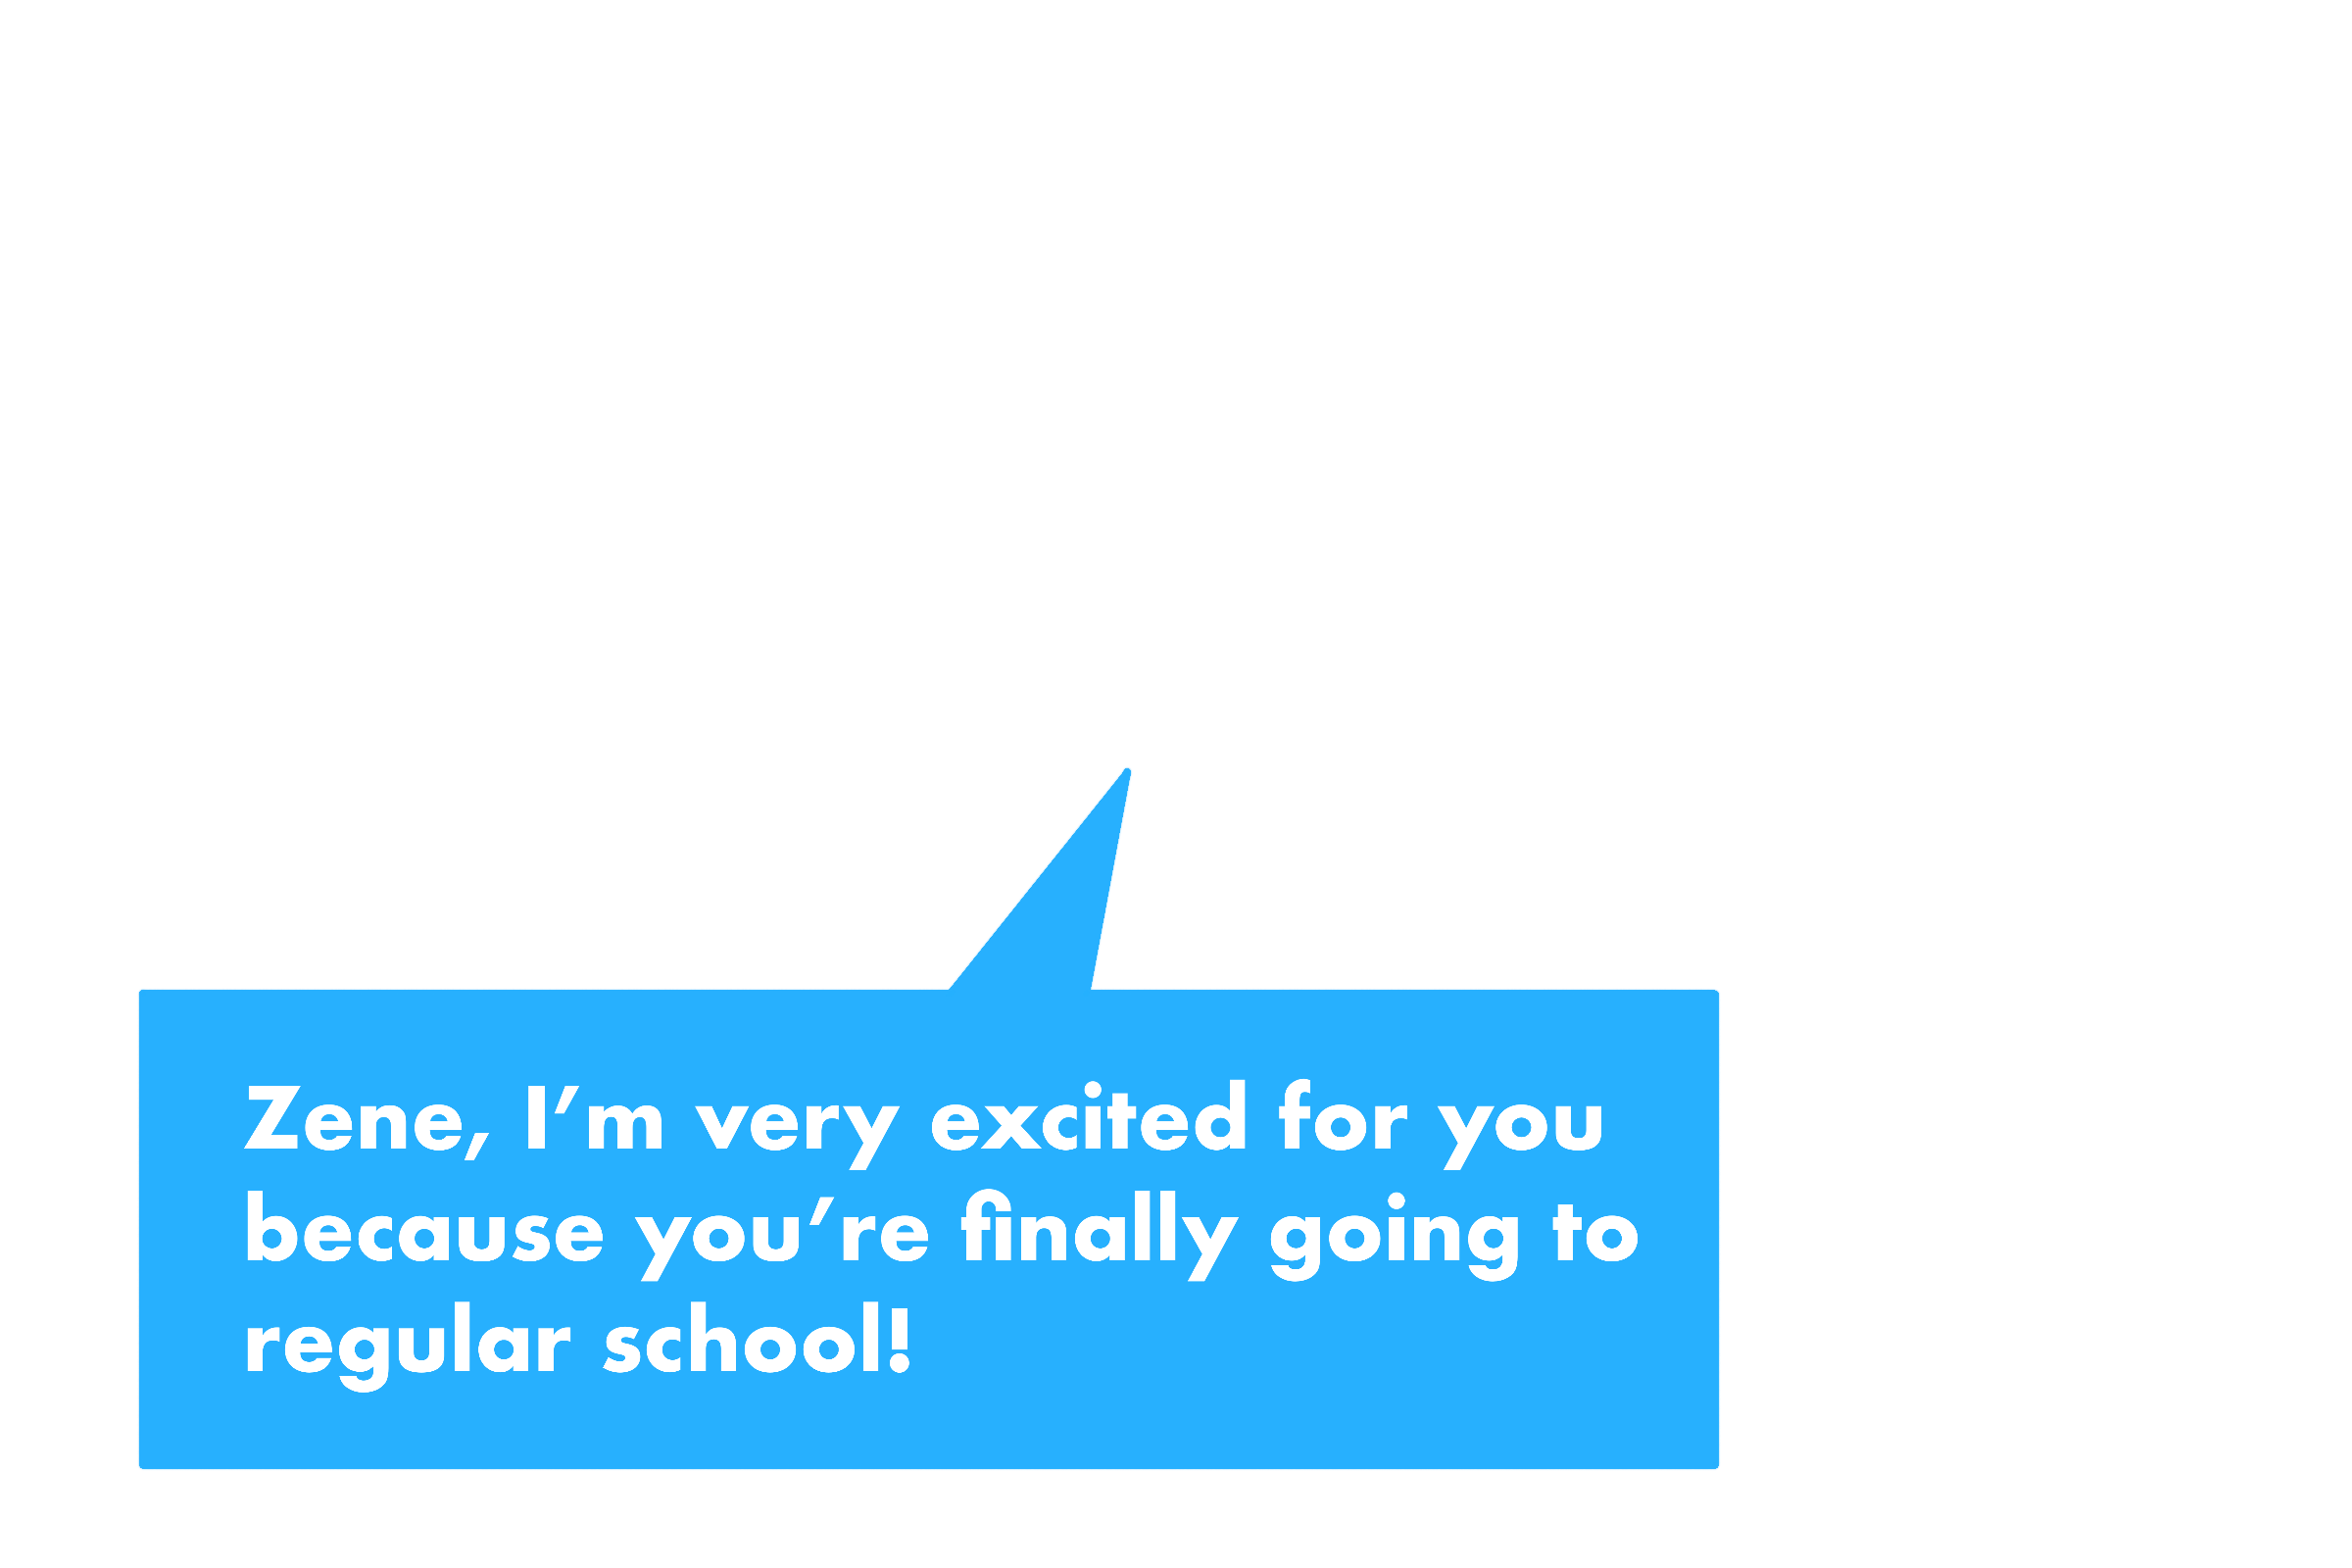 Zene, I’m very excited for you
because you’re finally going to
regular school!